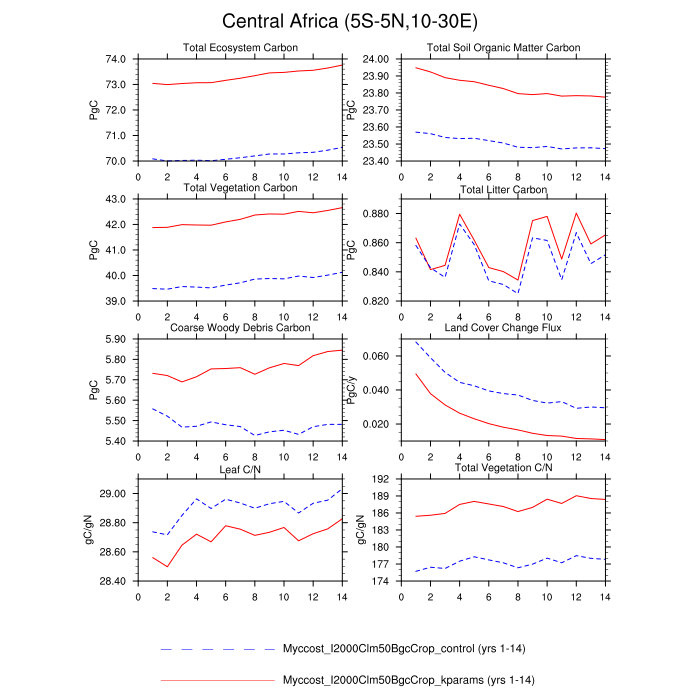 Central Africa (5S-5N,10-30E)
Total Ecosystem Carbon
74.0
73.0
72.0
71.0
70.0
PgC
0 2 4 6 8 10 12 14
Total Soil Organic Matter Carbon
24.00
23.90
23.80
23.70
23.60
23.50
23.40
PgC
0 2 4 6 8 10 12 14
Total Vegetation Carbon
43.0
42.0
41.0
40.0
39.0
PgC
0 2 4 6 8 10 12 14
Total Litter Carbon
0.880
0.860
0.840
0.820
PgC
0 2 4 6 8 10 12 14
Coarse Woody Debris Carbon
5.90
5.80
5.70
5.60
5.50
5.40
PgC
0 2 4 6 8 10 12 14
Land Cover Change Flux
0.060
0.040
0.020
PgC/y
0 2 4 6 8 10 12 14
Leaf C/N
29.00
28.80
28.60
28.40
gC/gN
0 2 4 6 8 10 12 14
Total Vegetation C/N
192
189
186
183
180
177
174
gC/gN
0 2 4 6 8 10 12 14
Myccost_I2000Clm50BgcCrop_control (yrs 1-14)
Myccost_I2000Clm50BgcCrop_kparams (yrs 1-14)